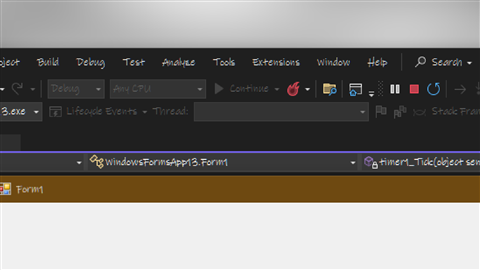 oject Build Debug Test Analyze Tools Extensions Window Help Search
Debug Any CPU Continue
3.exe Lifecycle Events Thread: Stack Fram
WindowsFormsApp13.Form1 timer1_Tick(object sen
Form1